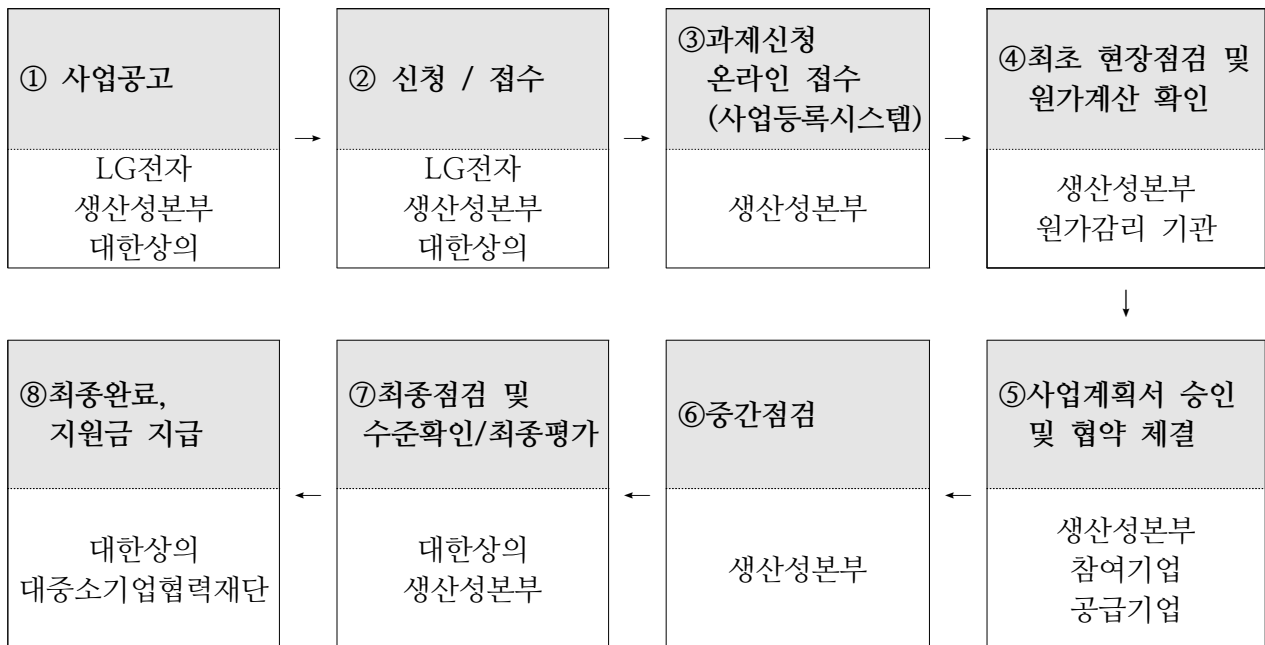 ① 사업공고
LG전자
생산성본부
대한상의
→
② 신청 / 접수
LG전자
생산성본부
대한상의
→
③과제신청
온라인 접수
(사업등록시스템)
생산성본부
→
④최초 현장점검 및
원가계산 확인
생산성본부
원가감리 기관
↓
⑤사업계획서 승인
및 협약 체결
생산성본부
참여기업
공급기업
←
⑥중간점검
생산성본부
←
⑦최종점검 및
수준확인/최종평가
대한상의
생산성본부
←
⑧최종완료,
지원금 지급
대한상의
대중소기업협력재단